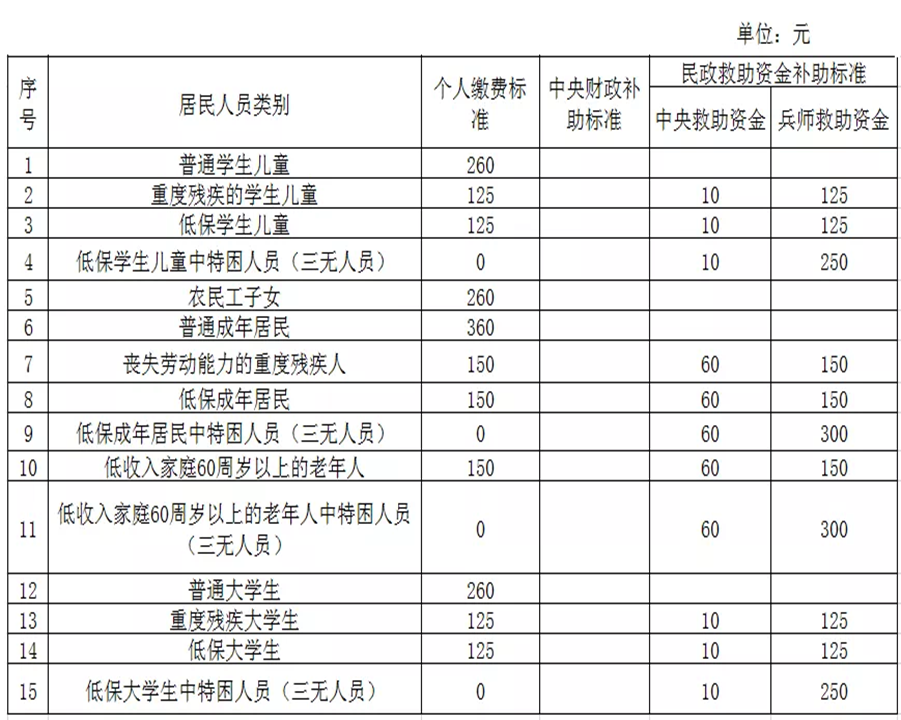 单位：元
序号 居民人员类别 个人缴费标准 中央财政补助标准 民政救助资金补助标准
中央救助资金 兵师救助资金
1 普通学生儿童 260
2 重度残疾的学生儿童 125 10 125
3 低保学生儿童 125 10 125
4 低保学生儿童中特困人员（三无人员） 0 10 250
5 农民工子女 260
6 普通成年居民 360
7 丧失劳动能力的重度残疾人 150 60 150
8 低保成年居民 150 60 150
9 低保成年居民中特困人员（三无人员） 0 60 300
10 低收入家庭60周岁以上的老年人 150 60 150
11 低收入家庭60周岁以上的老年人中特困人员（三无人员） 0 60 300
12 普通大学生 260
13 重度残疾大学生 125 10 125
14 低保大学生 125 10 125
15 低保大学生中特困人员（三无人员） 0 10 250